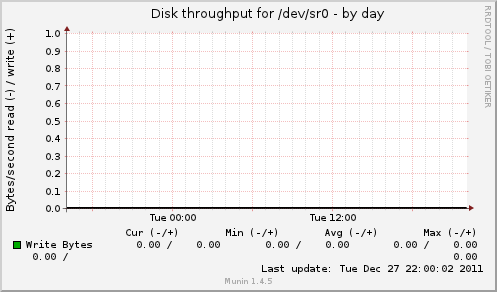 Disk throughput for /dev/sr0 - by day
RRDTOOL / TOBI OETIKER
Bytes/second read (-) / write (+)
1.0
0.9
0.8
0.7
0.6
0.5
0.4
0.3
0.2
0.1
0.0
Tue 00:00 Tue 12:00
Cur (-/+) Min (-/+) Avg (-/+) Max (-/+)
Write Bytes 0.00 / 0.00 0.00 / 0.00 0.00 / 0.00
0.00 / 0.00
Last update: Tue Dec 27 22:00:02 2011
Munin 1.4.5